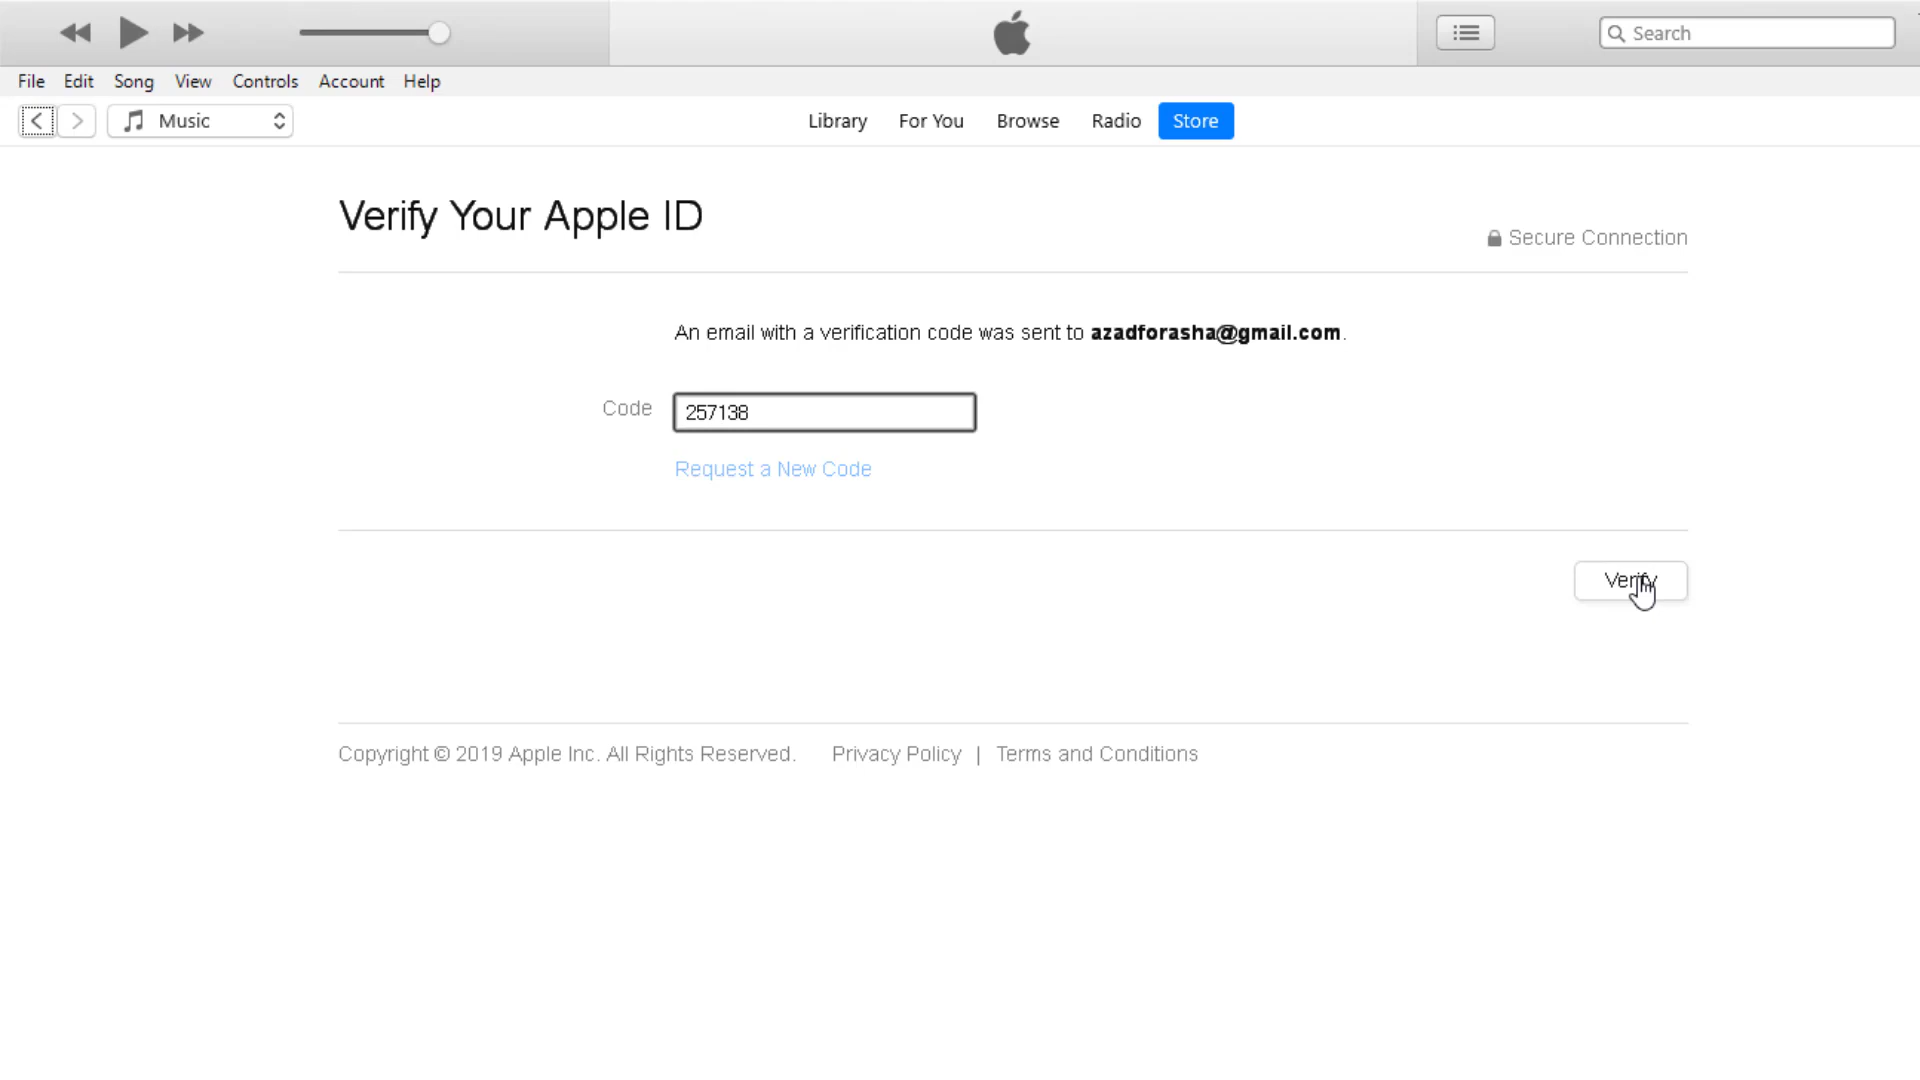 Search
File Edit Song View Controls Account Help
Music Library For You Browse Radio Store
Verify Your Apple ID
Secure Connection
An email with a verification code was sent to azadforasha@gmail.com.
Code 257138
Request a New Code
Verify
Copyright © 2019 Apple Inc. All Rights Reserved. Privacy Policy | Terms and Conditions